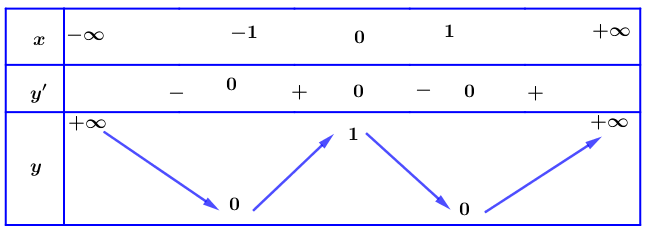 x −∞ −1 0 1 +∞
y′ − 0 + 0 − 0 +
+∞ +∞
1
y
0 0